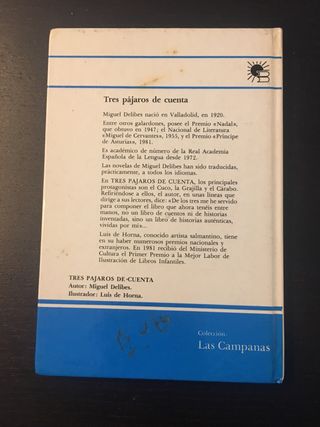 Tres pájaros de cuenta
Miguel Delibes nació en Valladolid, en 1920.
Entre otros galardones, posee el Premio «Nadal»,
que obtuvo en 1947; el Nacional de Literatura
«Miguel de Cervantes», 1955, y el Premio «Príncipe
de Asturias», 1981.
Es académico de número de la Real Academia
Española de la Lengua desde 1972.
Las novelas de Miguel Delibes han sido traducidas,
prácticamente, a todos los idiomas.
En TRES PAJAROS DE CUENTA, los principales
protagonistas son el Cuco, la Grajilla y el Cárabo.
Refiriéndose a ellos, el autor, en unas líneas que
dirige a sus lectores, dice: «De los tres me he servido
para componer el libro que ahora tenéis entre
manos, no un libro de cuentos ni de historias
inventadas, sino un libro de historias auténticas,
vividas por mí»...
Luis de Horna, conocido artista salmantino, tiene
en su haber numerosos premios nacionales y
extranjeros. En 1981 recibió del Ministerio de
Cultura el Primer Premio a la Mejor Labor de
Ilustración de Libros Infantiles.
TRES PAJAROS DE CUENTA
Autor: Miguel Delibes.
Ilustrador: Luis de Horna.
Colección:
Las Campanas